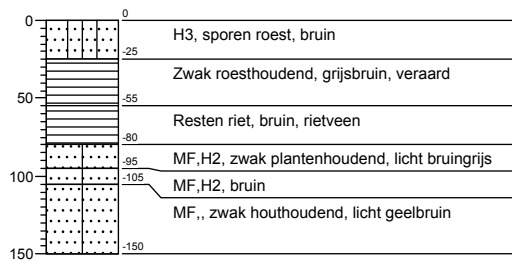 0
0
H3, sporen roest, bruin
-25
Zwak roesthoudend, grijsbruin, veraard
50
-55
Resten riet, bruin, rietveen
-80
MF,H2, zwak plantenhoudend, licht bruingrijs
-95
100
-105
MF,H2, bruin
MF,, zwak houthoudend, licht geelbruin
150
-150